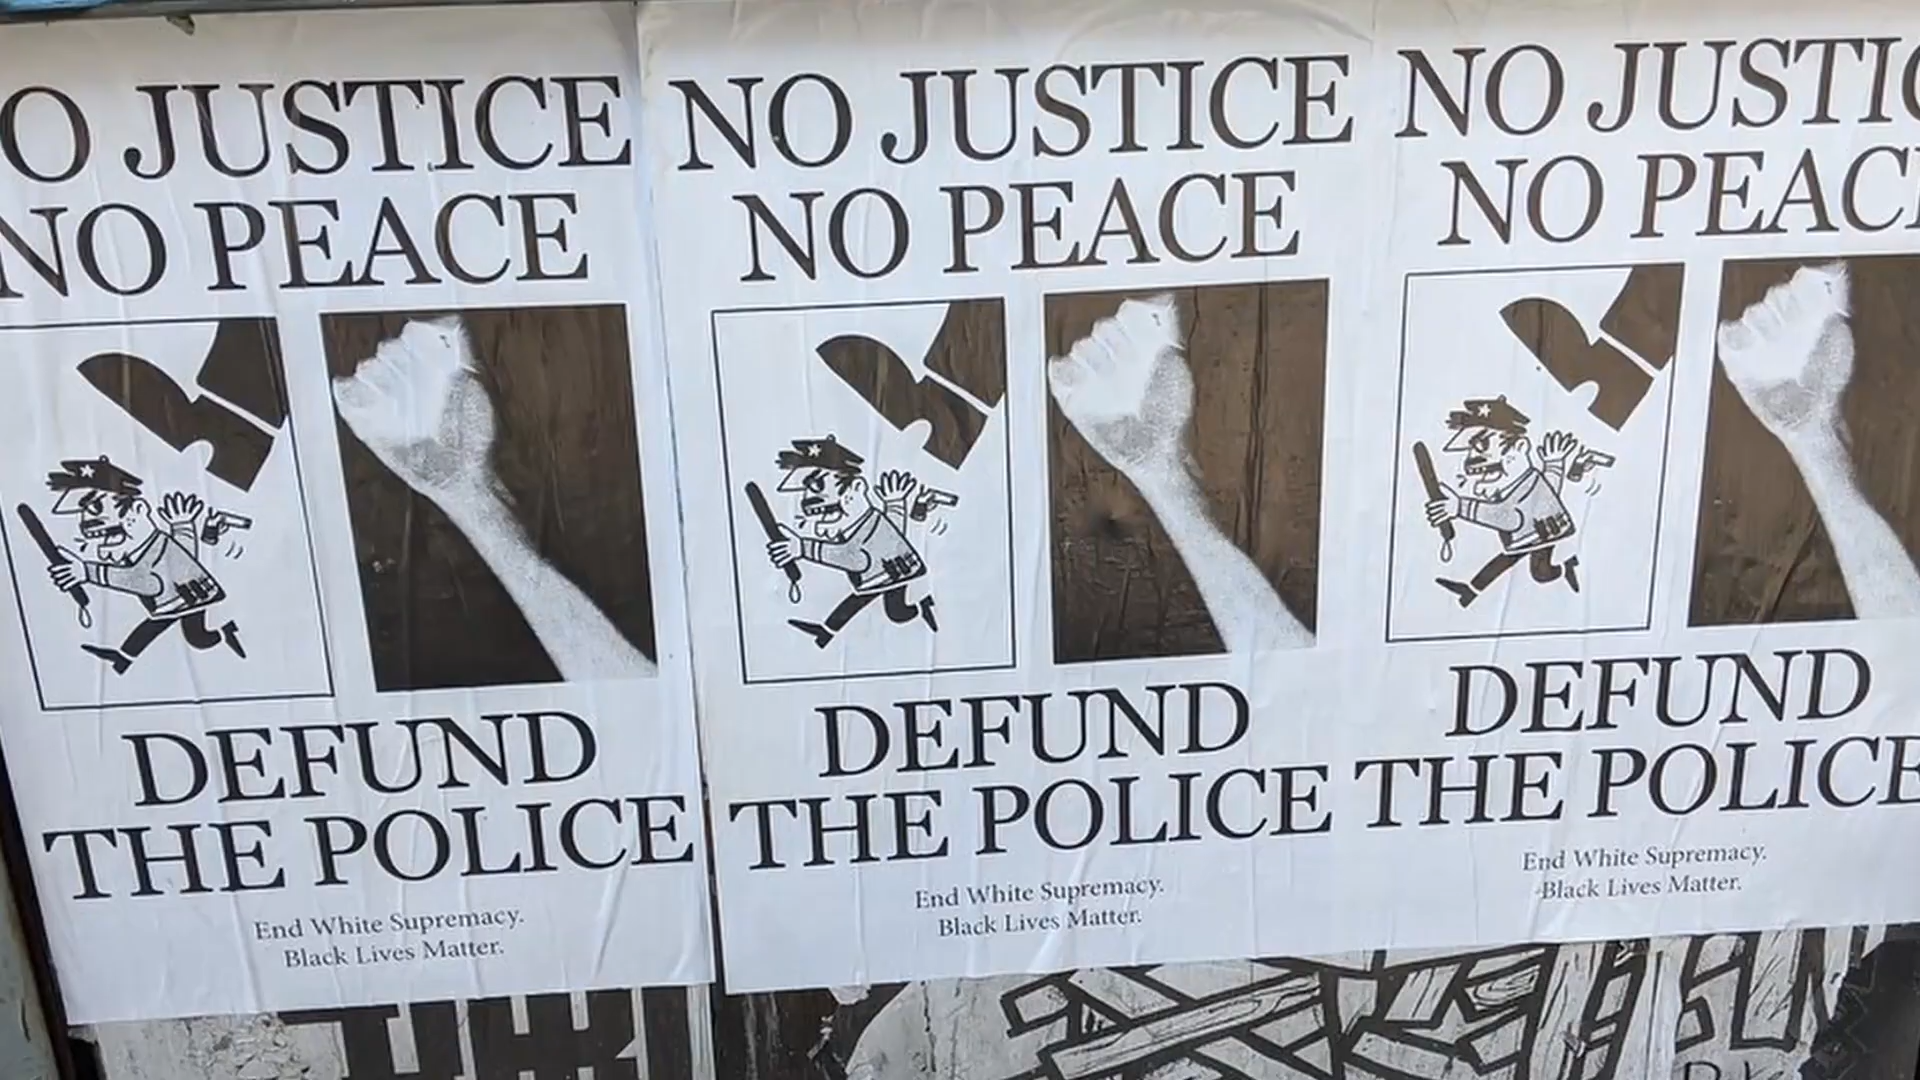 O JUSTICE
NO PEACE
DEFUND
THE POLICE
End White Supremacy.
Black Lives Matter.
NO JUSTICE
NO PEACE
DEFUND
THE POLICE
End White Supremacy.
Black Lives Matter.
NO JUSTIC
NO PEAC
DEFUND
THE POLICE
End White Supremacy.
Black Lives Matter.